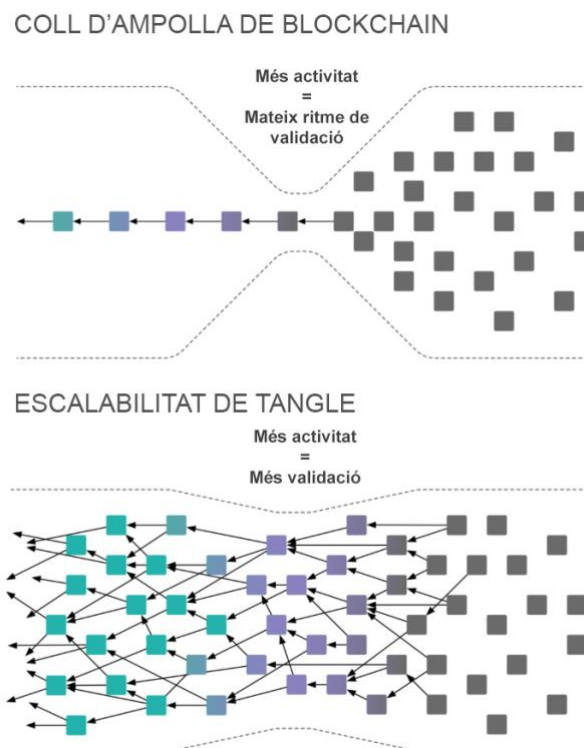 COLL D'AMPOLLA DE BLOCKCHAIN
Més activitat
=
Mateix ritme de
validació
ESCALABILITAT DE TANGLE
Més activitat
=
Més validació